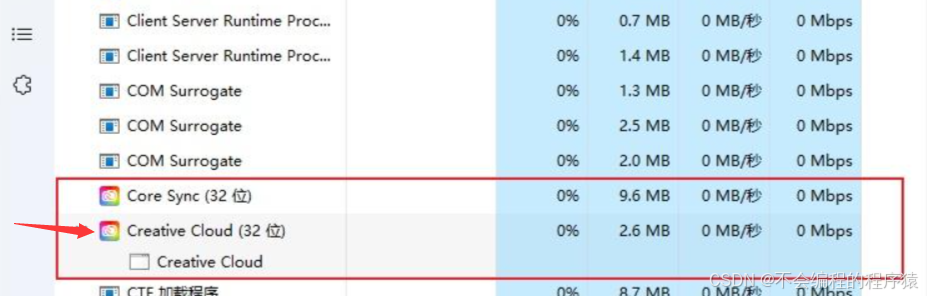 Client Server Runtime Proc... 0% 0.7 MB 0 MB/秒 0 Mbps
Client Server Runtime Proc... 0% 1.4 MB 0 MB/秒 0 Mbps
COM Surrogate 0% 1.3 MB 0 MB/秒 0 Mbps
COM Surrogate 0% 2.5 MB 0 MB/秒 0 Mbps
COM Surrogate 0% 2.0 MB 0 MB/秒 0 Mbps
Core Sync (32 位) 0% 9.6 MB 0 MB/秒 0 Mbps
Creative Cloud (32 位) 0% 2.6 MB 0 MB/秒 0 Mbps
Creative Cloud
CTF 加载程序 0% 8.7 MB 0 MB/秒 0 Mbps
CSDN @不会编程的程序猿